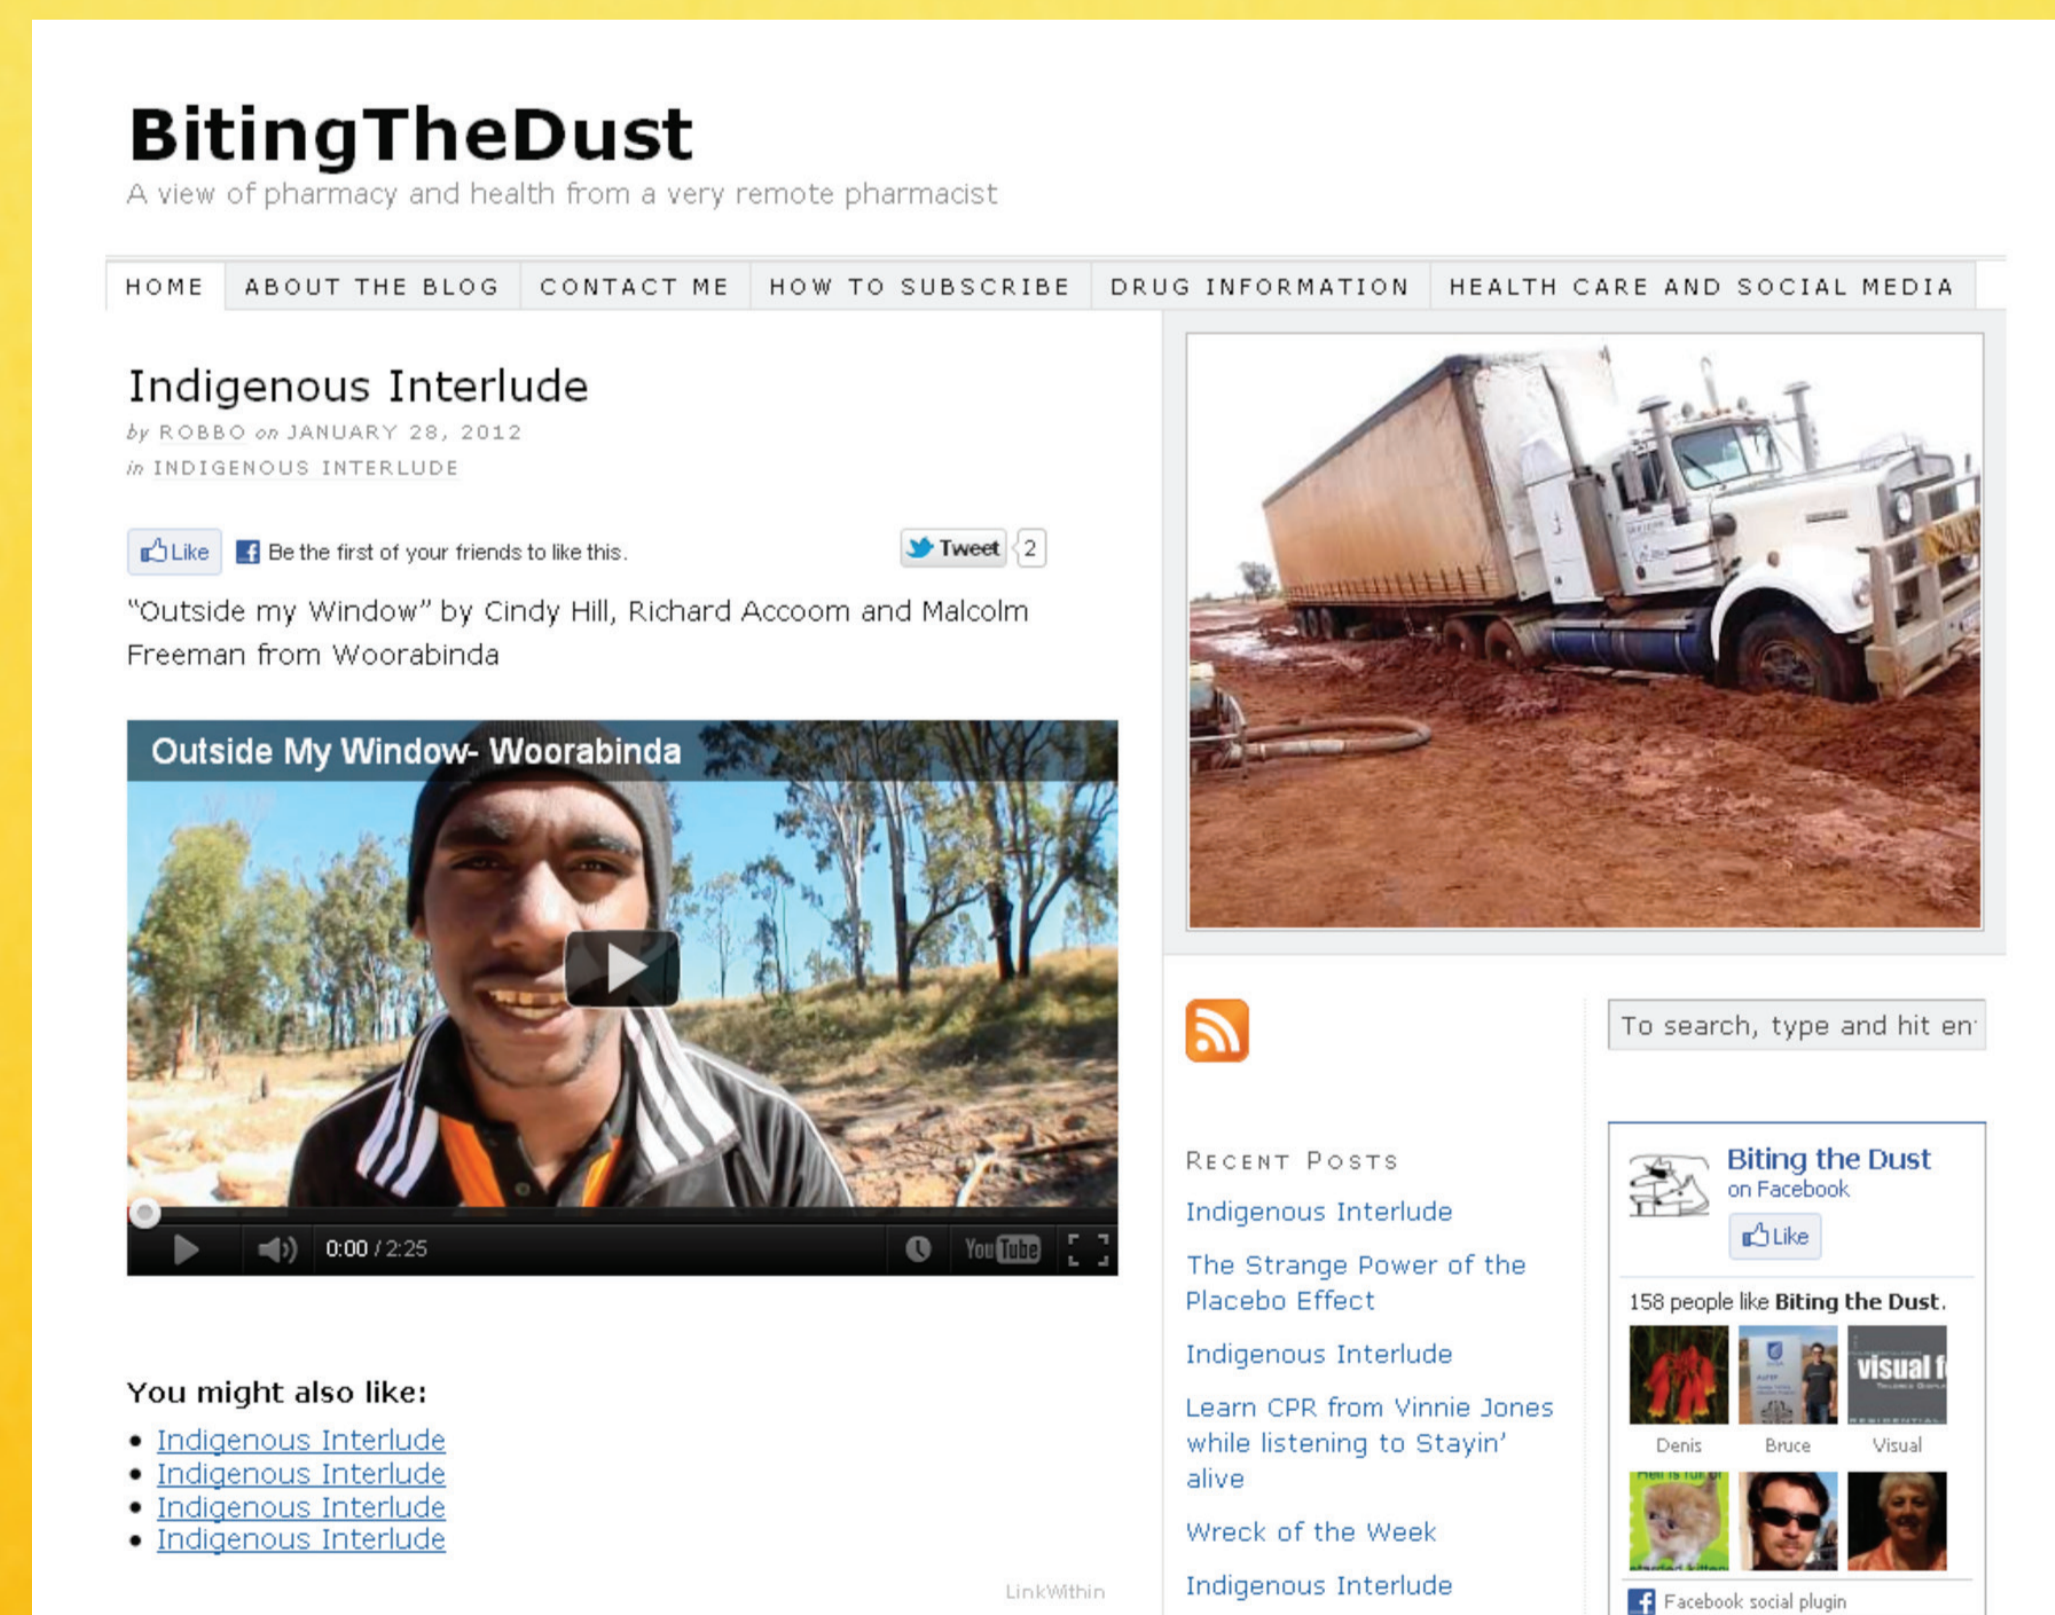 BitingTheDust
A view of pharmacy and health from a very remote pharmacist
HOME ABOUT THE BLOG CONTACT ME HOW TO SUBSCRIBE DRUG INFORMATION HEALTH CARE AND SOCIAL MEDIA
Indigenous Interlude
by ROBBO on JANUARY 28, 2012
in INDIGENOUS INTERLUDE
Like Be the first of your friends to like this. Tweet 2
“Outside my Window” by Cindy Hill, Richard Accoom and Malcolm
Freeman from Woorabinda
Outside My Window- Woorabinda
0:00 / 2:25 YouTube
You might also like:
• Indigenous Interlude
• Indigenous Interlude
• Indigenous Interlude
• Indigenous Interlude
LinkWithin
RECENT POSTS
Indigenous Interlude
The Strange Power of the
Placebo Effect
Indigenous Interlude
Learn CPR from Vinnie Jones
while listening to Stayin’
alive
Wreck of the Week
Indigenous Interlude
To search, type and hit en
Biting the Dust
on Facebook
Like
158 people like Biting the Dust.
visual f
RESIDENTIAL
Denis Bruce Visual
Hell is full of
Facebook social plugin